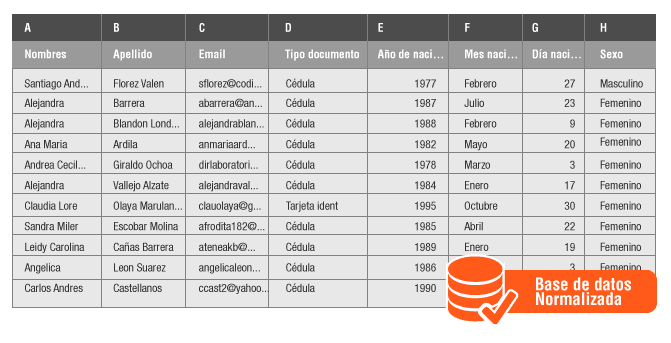 A B C D E F G H
Nombres Apellido Email Tipo documento Año de naci... Mes naci... Día naci... Sexo
Santiago And... Florez Valen sflorez@codi... Cédula 1977 Febrero 27 Masculino
Alejandra Barrera abarrera@an... Cédula 1987 Julio 23 Femenino
Alejandra Blandon Lond... alejandrablan... Cédula 1988 Febrero 9 Femenino
Ana Maria Ardila anmariaard... Cédula 1982 Mayo 20 Femenino
Andrea Cecil... Giraldo Ochoa dirlaboratori... Cédula 1978 Marzo 3 Femenino
Alejandra Vallejo Alzate alejandraval... Cédula 1984 Enero 17 Femenino
Claudia Lore Olaya Marulan... clauolaya@g... Tarjeta ident 1995 Octubre 30 Femenino
Sandra Miler Escobar Molina afrodita182@... Cédula 1985 Abril 22 Femenino
Leidy Carolina Cañas Barrera ateneakb@... Cédula 1989 Enero 19 Femenino
Angelica Leon Suarez angelicaleon... Cédula 1986 3 Femenino
Carlos Andres Castellanos ccast2@yahoo... Cédula 1990
Base de datos
Normalizada